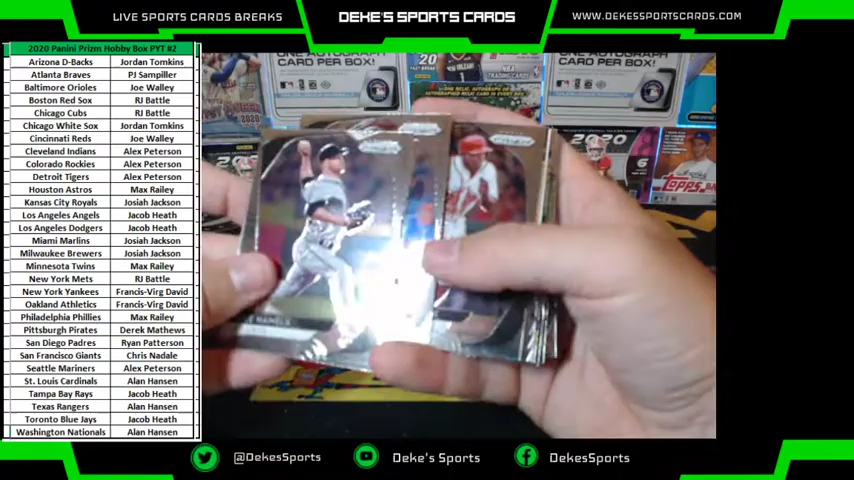 LIVE SPORTS CARDS BREAKS
DEKE'S SPORTS CARDS
WWW.DEKESSPORTSCARDS.COM
2020 Panini Prizm Hobby Box PYT #2
Arizona D-Backs Jordan Tomkins
Atlanta Braves PJ Sampiller
Baltimore Orioles Joe Walley
Boston Red Sox RJ Battle
Chicago Cubs RJ Battle
Chicago White Sox Jordan Tomkins
Cincinnati Reds Joe Walley
Cleveland Indians Alex Peterson
Colorado Rockies Alex Peterson
Detroit Tigers Alex Peterson
Houston Astros Max Railey
Kansas City Royals Josiah Jackson
Los Angeles Angels Jacob Heath
Los Angeles Dodgers Jacob Heath
Miami Marlins Josiah Jackson
Milwaukee Brewers Josiah Jackson
Minnesota Twins Max Railey
New York Mets RJ Battle
New York Yankees Francis-Virg David
Oakland Athletics Francis-Virg David
Philadelphia Phillies Max Railey
Pittsburgh Pirates Derek Mathews
San Diego Padres Ryan Patterson
San Francisco Giants Chris Nadale
Seattle Mariners Alex Peterson
St. Louis Cardinals Alan Hansen
Tampa Bay Rays Jacob Heath
Texas Rangers Alan Hansen
Toronto Blue Jays Jacob Heath
Washington Nationals Alan Hansen
ONE AUTOGRAPH
CARD PER BOX!
CARD PER BOX!
20
TRADING CARDS
2020
6
TOPPS
HAMELS
@DekesSports
Deke's Sports
DekesSports